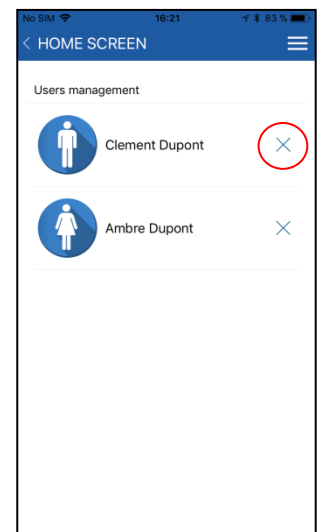 No SIM 16:21 83 %
< HOME SCREEN
Users management
Clement Dupont
Ambre Dupont